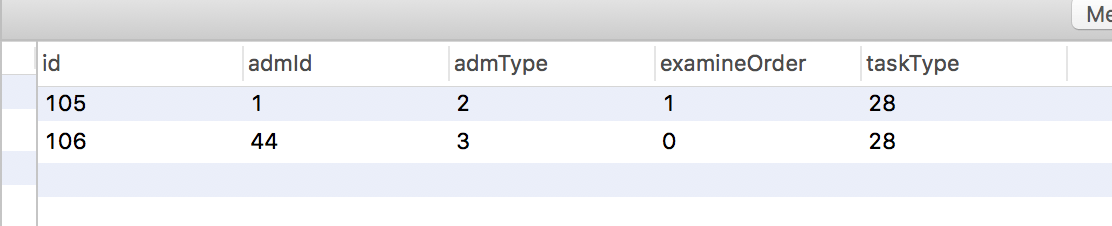 Me
id admId admType examineOrder taskType
105 1 2 1 28
106 44 3 0 28